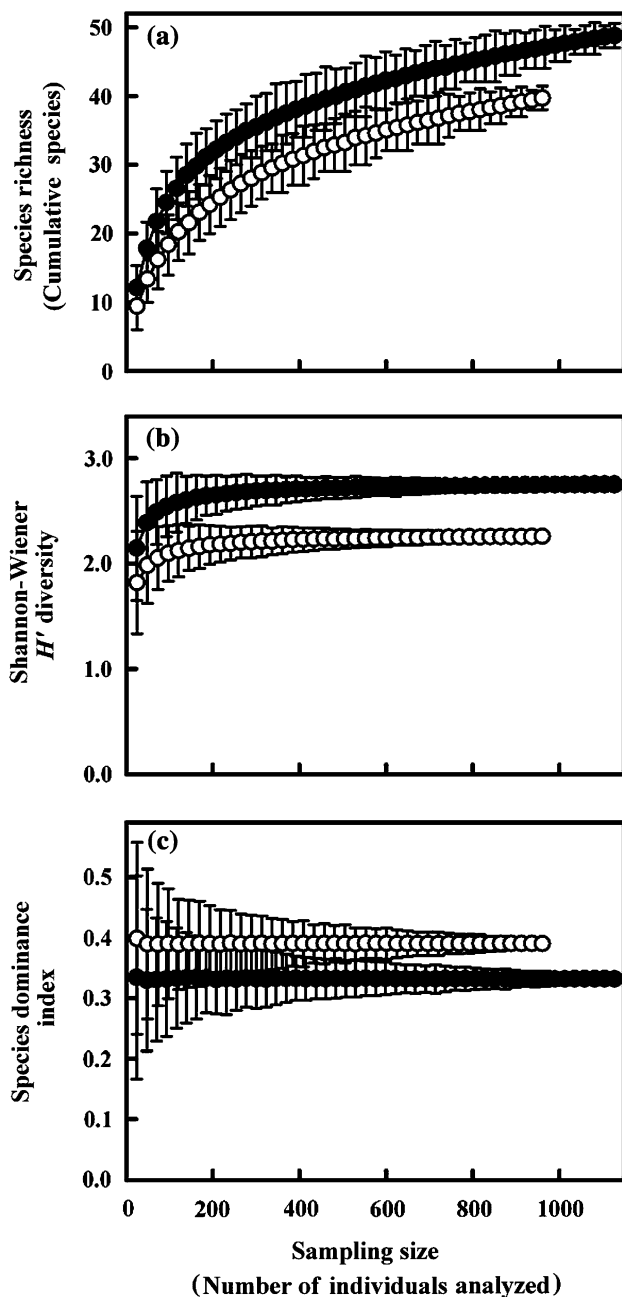 (a)
50
40
30
20
10
0
Species richness
((Cumulative species)
(b)
3.0
2.0
1.0
0.0
Shannon-Wiener
H' diversity
(c)
0.5
0.4
0.3
0.2
0.1
0.0
Species dominance
index
0 200 400 600 800 1000
Sampling size
(Number of individuals analyzed)